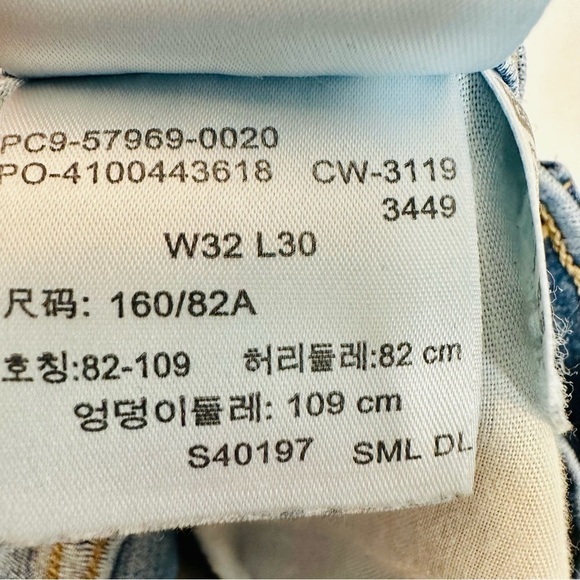 PC9-57969-0020
PO-4100443618 CW-3119
3449
W32 L30
尺码: 160/82A
호칭:82-109 허리둘레:82 cm
엉덩이둘레: 109 cm
S40197 SML DL